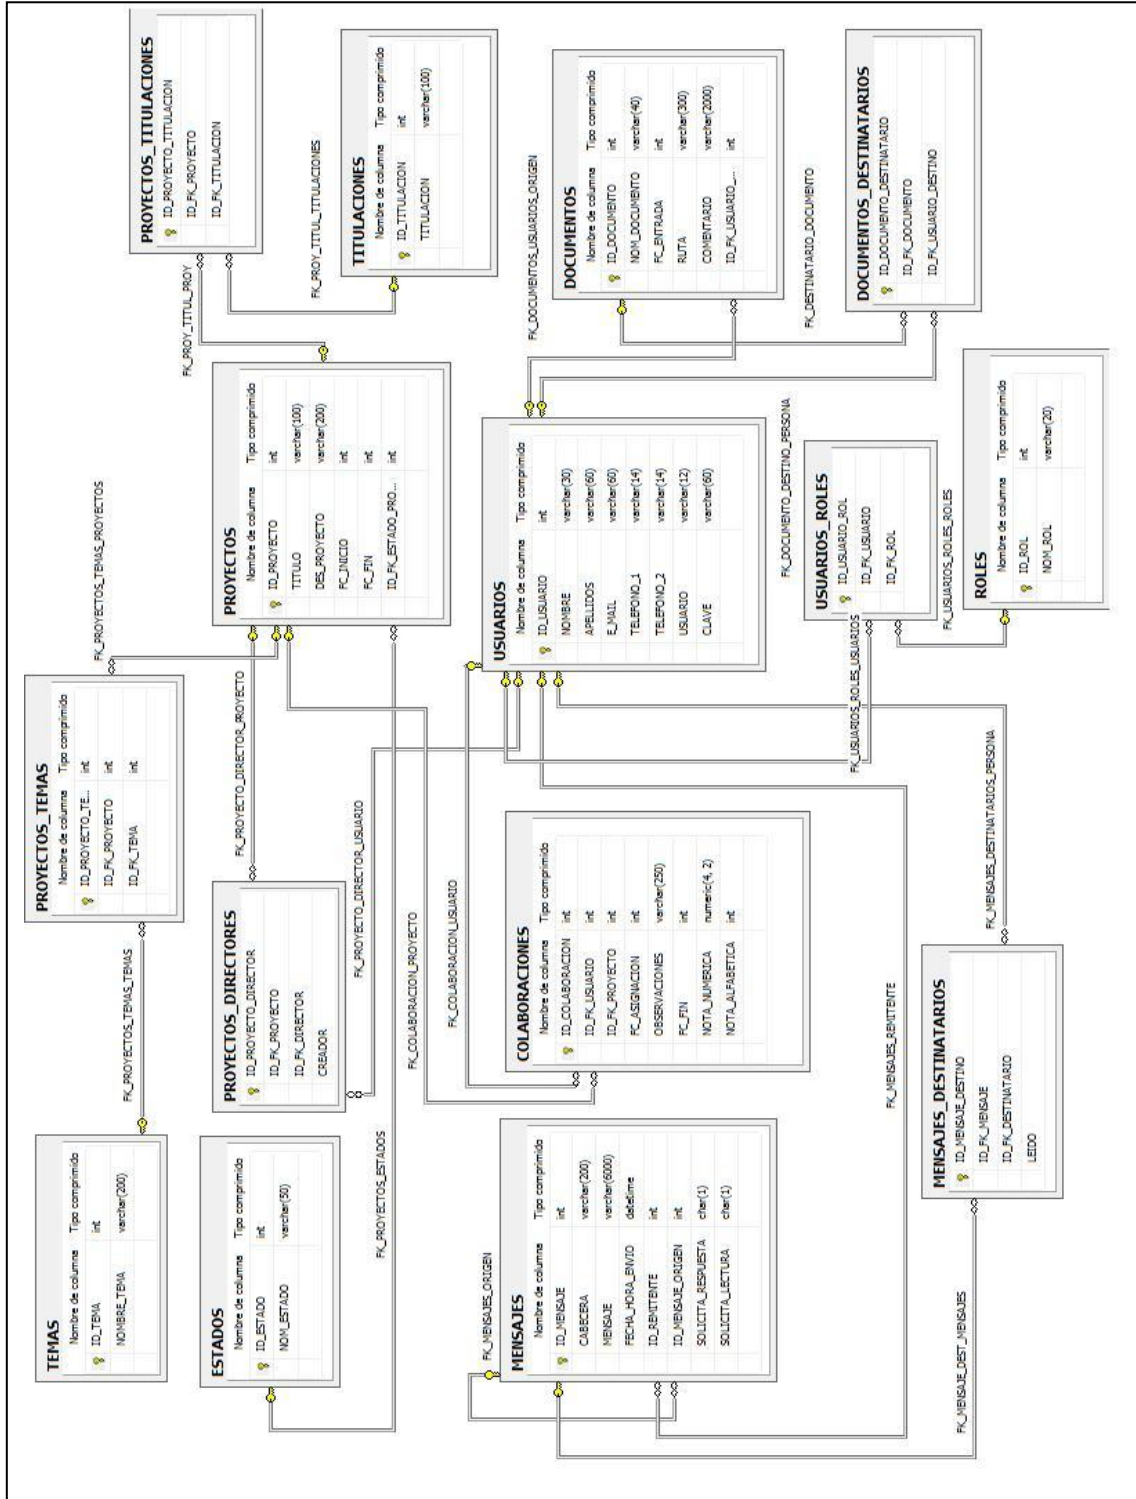 TEMAS
Nombre de columna Tipo comprimido
ID_TEMA int
NOMBRE_TEMA varchar(200)
FK_PROYECTOS_TEMAS_TEMAS
PROYECTOS_TEMAS
Nombre de columna Tipo comprimido
ID_PROYECTO_TE... int
ID_FK_PROYECTO int
ID_FK_TEMA int
FK_PROYECTOS_TEMAS_PROYECTOS
PROYECTOS_TITULACIONES
ID_PROYECTO_TITULACION
ID_FK_PROYECTO
ID_FK_TITULACION
FK_PROY_TITUL_PROY
ESTADOS
Nombre de columna Tipo comprimido
ID_ESTADO int
NOM_ESTADO varchar(50)
FK_PROYECTOS_ESTADOS
PROYECTOS_DIRECTORES
ID_PROYECTO_DIRECTOR
ID_FK_PROYECTO
ID_FK_DIRECTOR
CREADOR
FK_PROYECTO_DIRECTOR_PROYECTO
FK_PROYECTO_DIRECTOR_USUARIO
FK_COLABORACION_PROYECTO
FK_COLABORACION_USUARIO
PROYECTOS
Nombre de columna Tipo comprimido
ID_PROYECTO int
TITULO varchar(100)
DES_PROYECTO varchar(200)
FC_INICIO int
FC_FIN int
ID_FK_ESTADO_PRO... int
FK_PROY_TITUL_TITULACIONES
TITULACIONES
Nombre de columna Tipo comprimido
ID_TITULACION int
TITULACION varchar(100)
FK_MENSAJES_ORIGEN
MENSAJES
Nombre de columna Tipo comprimido
ID_MENSAJE int
CABECERA varchar(200)
MENSAJE varchar(6000)
FECHA_HORA_ENVIO datetime
ID_REMITENTE int
ID_MENSAJE_ORIGEN int
SOLICITA_RESPUESTA char(1)
SOLICITA_LECTURA char(1)
COLABORACIONES
Nombre de columna Tipo comprimido
ID_COLABORACION int
ID_FK_USUARIO int
ID_FK_PROYECTO int
FC_ASIGNACION int
OBSERVACIONES varchar(250)
FC_FIN int
NOTA_NUMERICA numeric(4, 2)
NOTA_ALFABETICA int
USUARIOS
Nombre de columna Tipo comprimido
ID_USUARIO int
NOMBRE varchar(30)
APELLIDOS varchar(60)
E_MAIL varchar(60)
TELEFONO_1 varchar(14)
TELEFONO_2 varchar(14)
USUARIO varchar(12)
CLAVE varchar(60)
FK_DOCUMENTOS_USUARIOS_ORIGEN
DOCUMENTOS
Nombre de columna Tipo comprimido
ID_DOCUMENTO int
NOM_DOCUMENTO varchar(40)
FC_ENTRADA int
RUTA varchar(300)
COMENTARIO varchar(2000)
ID_FK_USUARIO_... int
FK_DESTINATARIO_DOCUMENTO
FK_DOCUMENTO_DESTINO_PERSONA
DOCUMENTOS_DESTINATARIOS
ID_DOCUMENTO_DESTINATARIO
ID_FK_DOCUMENTO
ID_FK_USUARIO_DESTINO
USUARIOS_ROLES
ID_USUARIO_ROL
ID_FK_USUARIO
ID_FK_ROL
FK_USUARIOS_ROLES_USUARIOS
FK_USUARIOS_ROLES_ROLES
ROLES
Nombre de columna Tipo comprimido
ID_ROL int
NOM_ROL varchar(20)
FK_MENSAJES_REMITENTE
FK_MENSAJES_DESTINATARIOS_PERSONA
MENSAJES_DESTINATARIOS
ID_MENSAJE_DESTINO
ID_FK_MENSAJE
ID_FK_DESTINATARIO
LEIDO
FK_MENSAJE_DEST_MENSAJES